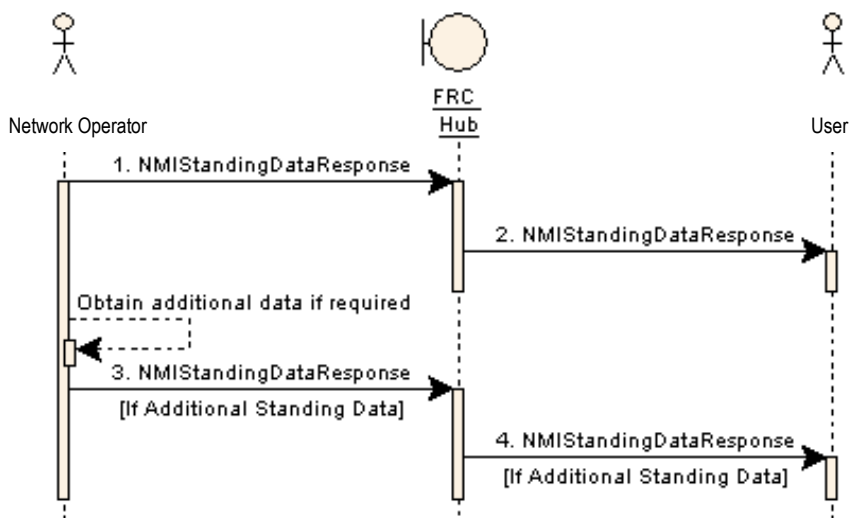 FRC
Hub
Network Operator
User
1. NMIStandingDataResponse
2. NMIStandingDataResponse
Obtain additional data if required
3. NMIStandingDataResponse
[If Additional Standing Data]
4. NMIStandingDataResponse
[If Additional Standing Data]